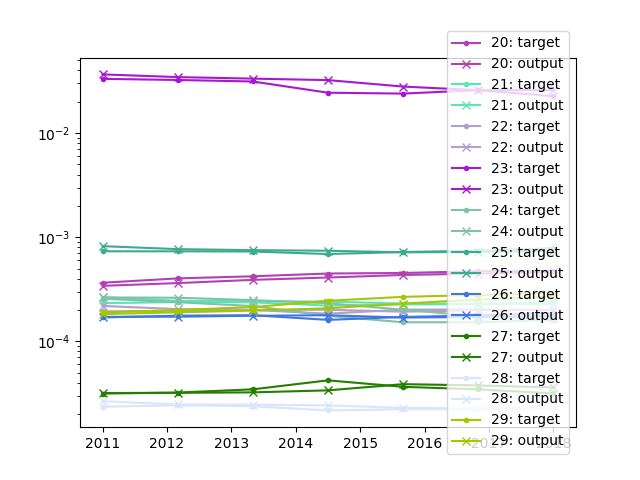 20: target
20: output
21: target
21: output
22: target
22: output
23: target
23: output
24: target
24: output
25: target
25: output
26: target
26: output
27: target
27: output
28: target
28: output
29: target
29: output
10⁻²
10⁻³
10⁻⁴
2011 2012 2013 2014 2015 2016 2017 2018